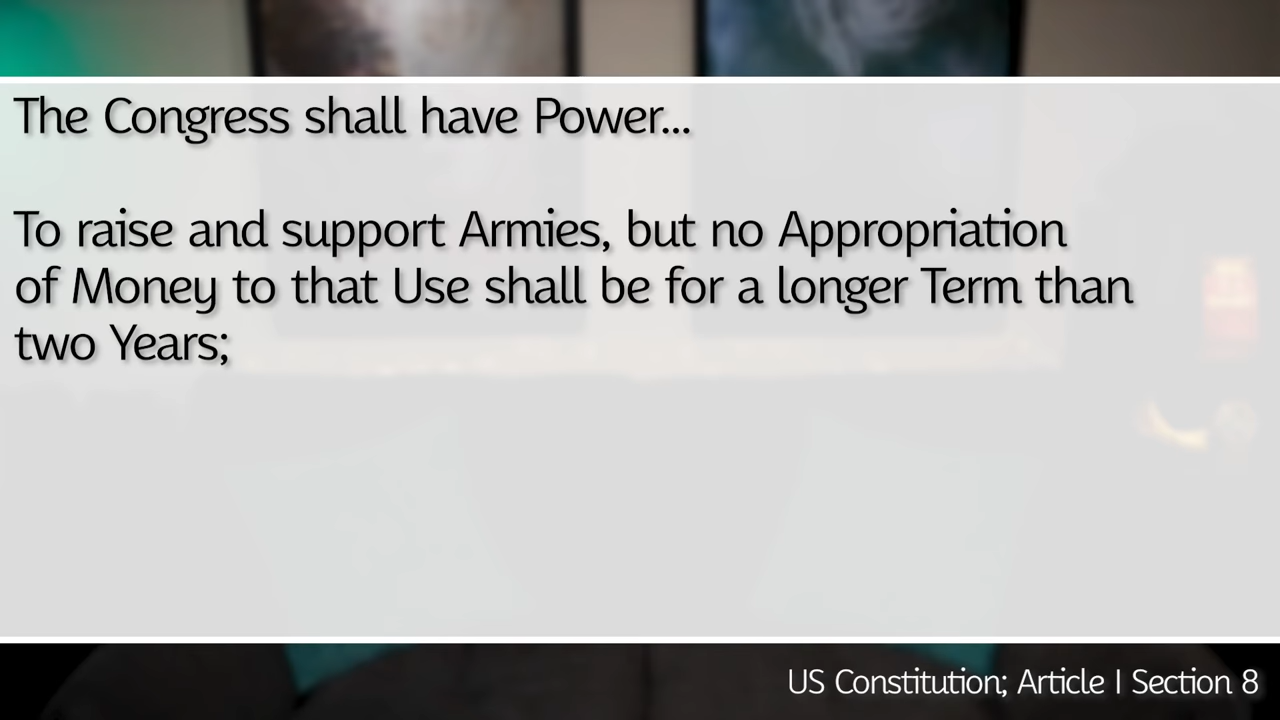 The Congress shall have Power...
To raise and support Armies, but no Appropriation
of Money to that Use shall be for a longer Term than
two Years;
US Constitution; Article I Section 8